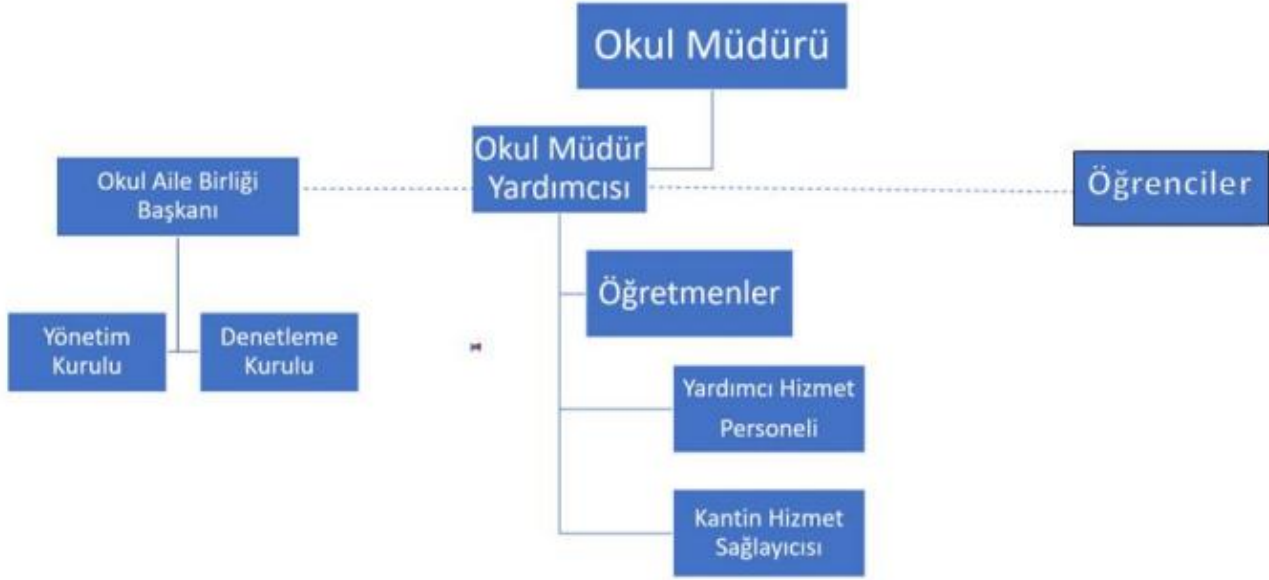 Okul Müdürü
Okul Müdür
Yardımcısı
Okul Aile Birliği
Başkanı
Öğrenciler
Öğretmenler
Yönetim
Kurulu
Denetleme
Kurulu
Yardımcı Hizmet
Personeli
Kantin Hizmet
Sağlayıcısı